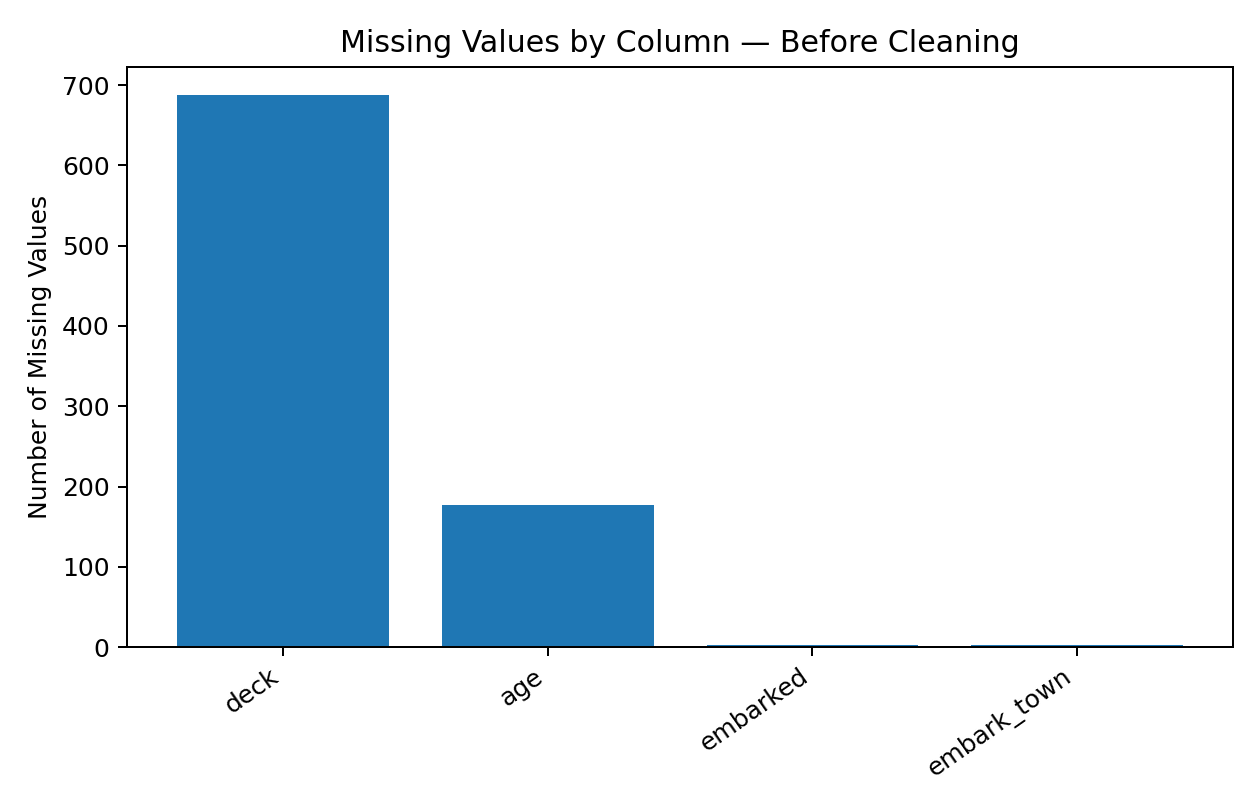 Missing Values by Column — Before Cleaning
Number of Missing Values
700
600
500
400
300
200
100
0
deck
age
embarked
embark_town